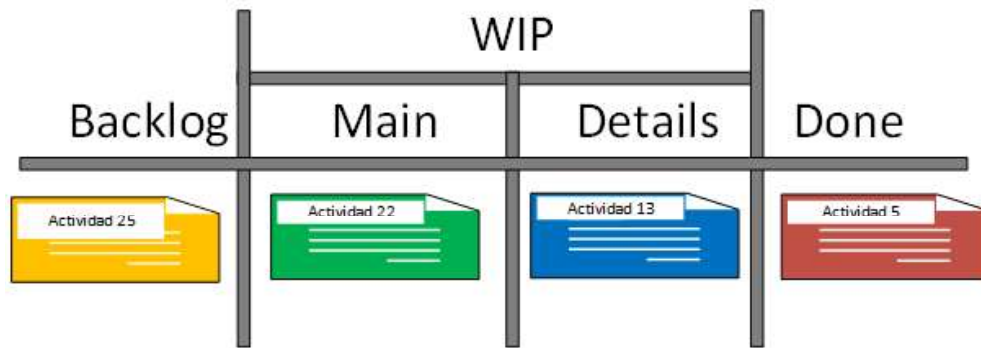 WIP
Backlog Main Details Done
Actividad 25 Actividad 22 Actividad 13 Actividad 5